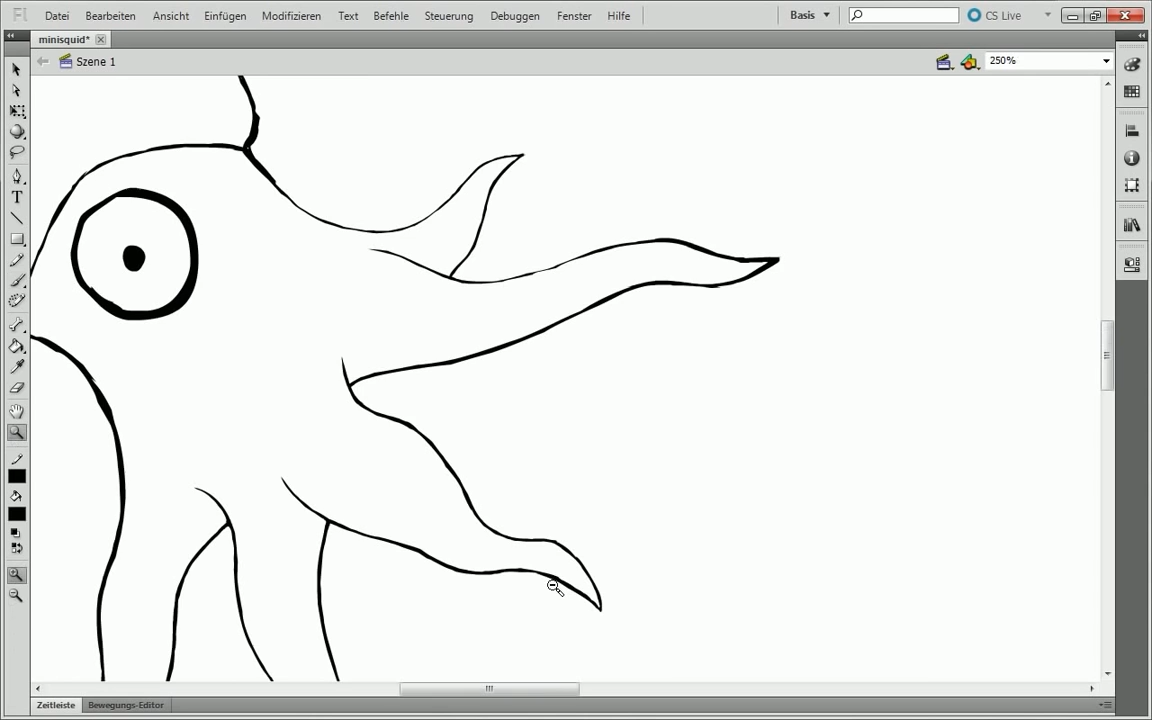 Fl Datei Bearbeiten Ansicht Einfügen Modifizieren Text Befehle Steuerung Debuggen Fenster Hilfe Basis CS Live
minisquid*
Szene 1 250%
T
Zeitleiste Bewegungs-Editor